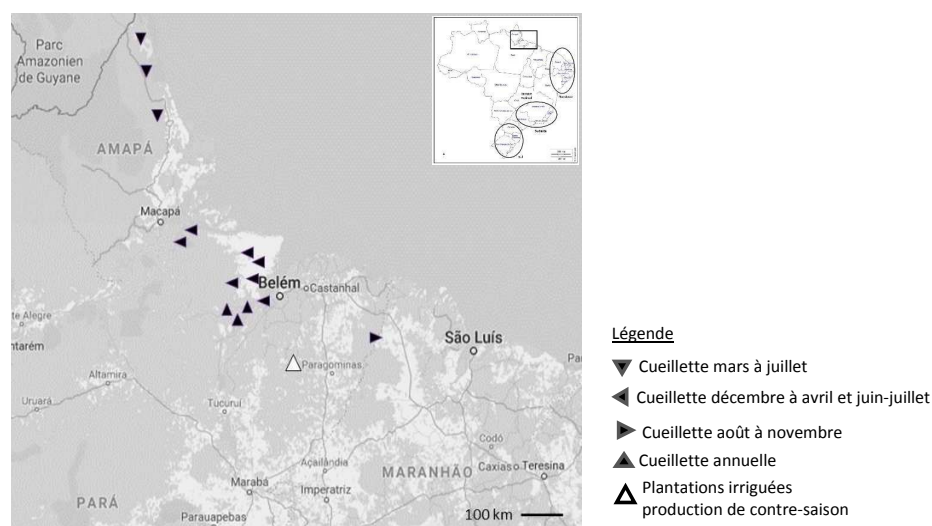 Parc
Amazonien
de Guyane
AMAPÁ
Macapá
Belém
Castanhal
te Alegre
ntarém
São Luís
Pa
Paragominas
Altamira
Uruará
Tucuruí
Codó
Açailândia
MARANHÃO
Caxias
Teresina
Marabá
Imperatriz
PARÁ
Parauapebas
100 km
Légende
Cueillette mars à juillet
Cueillette décembre à avril et juin-juillet
Cueillette août à novembre
Cueillette annuelle
Plantations irriguées
production de contre-saison